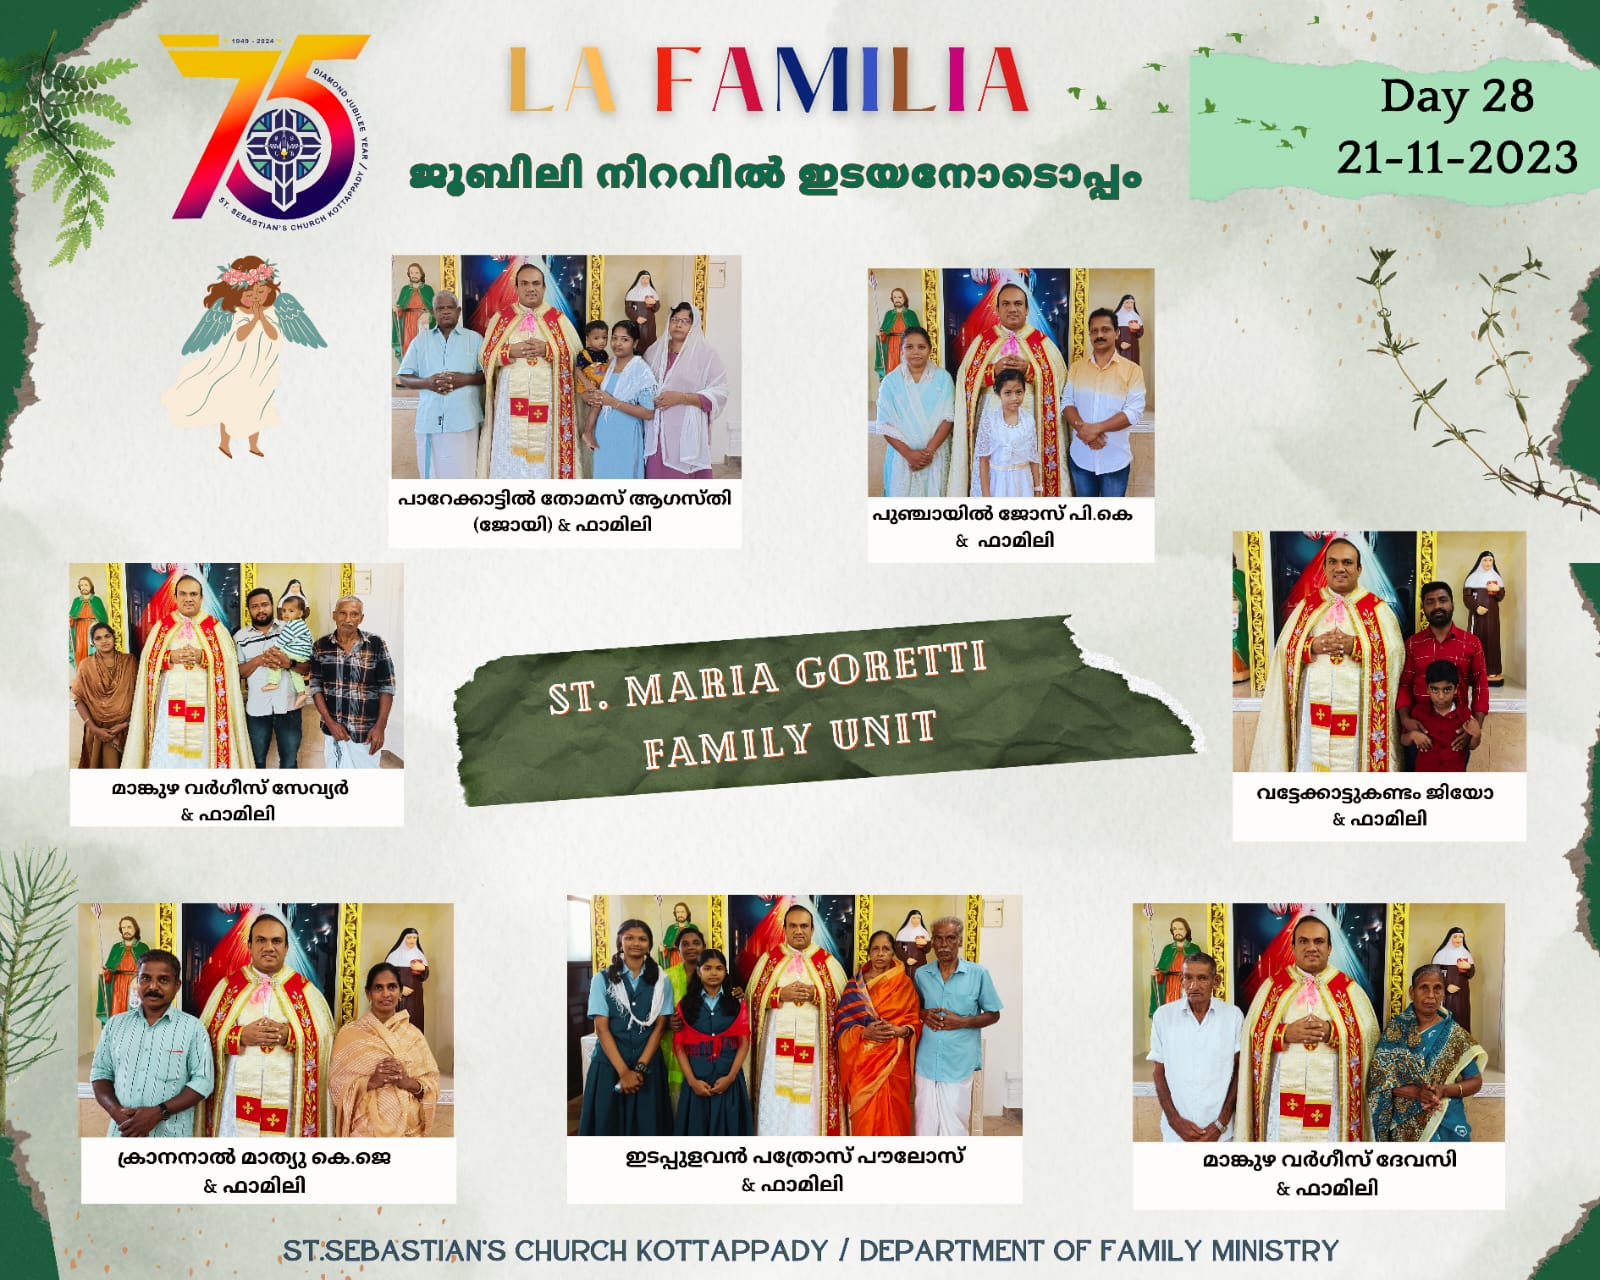 1949 - 2024
75
DIAMOND JUBILEE YEAR /
ST. SEBASTIAN'S CHURCH KOTTAPPADY /
LA FAMILIA
ജൂബിലി നിറവിൽ ഇടയനോടൊപ്പം
Day 28
21-11-2023
പാറേക്കാട്ടിൽ തോമസ് ആഗസ്തി
(ജോയി) & ഫാമിലി
പുഞ്ചായിൽ ജോസ് പി.കെ
& ഫാമിലി
മാങ്കുഴ വർഗീസ് സേവ്യർ
& ഫാമിലി
ST. MARIA GORETTI
FAMILY UNIT
വട്ടേക്കാട്ടുകണ്ടം ജിയോ
& ഫാമിലി
ക്രാനനാൽ മാത്യു കെ.ജെ
& ഫാമിലി
ഇടപ്പുളവൻ പത്രോസ് പൗലോസ്
& ഫാമിലി
മാങ്കുഴ വർഗീസ് ദേവസി
& ഫാമിലി
ST.SEBASTIAN'S CHURCH KOTTAPPADY / DEPARTMENT OF FAMILY MINISTRY